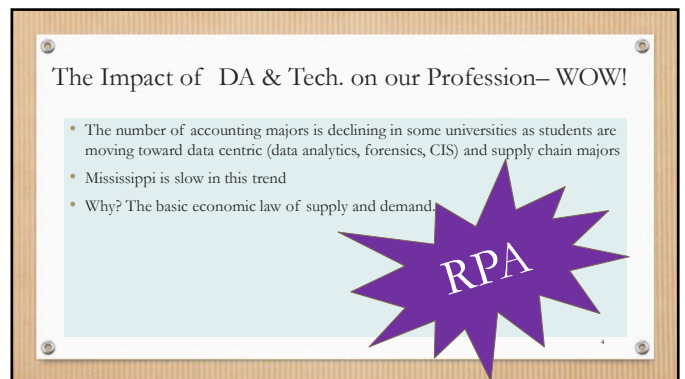 The Impact of DA & Tech. on our Profession– WOW!
• The number of accounting majors is declining in some universities as students are
moving toward data centric (data analytics, forensics, CIS) and supply chain majors
• Mississippi is slow in this trend
• Why? The basic economic law of supply and demand.
RPA
4